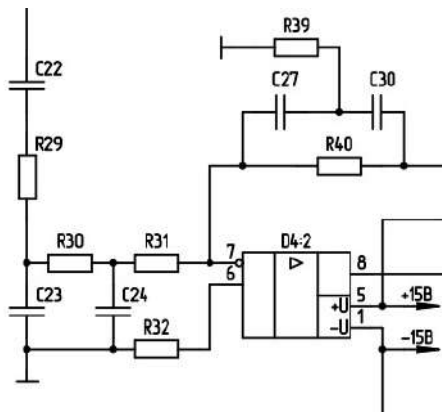 R39
C22
C27
C30
R29
R40
R30
R31
7
D4:2
6
▷
8
C23
C24
+U
5
+15В
R32
-U
1
-15В